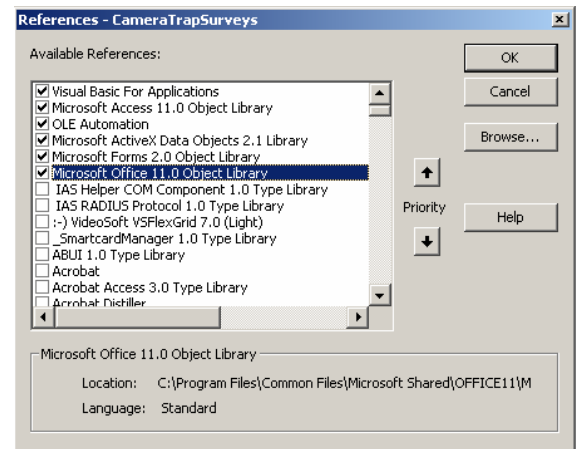 References - CameraTrapSurveys
Available References:
Visual Basic For Applications
Microsoft Access 11.0 Object Library
OLE Automation
Microsoft ActiveX Data Objects 2.1 Library
Microsoft Forms 2.0 Object Library
Microsoft Office 11.0 Object Library
IAS Helper COM Component 1.0 Type Library
IAS RADIUS Protocol 1.0 Type Library
:-) VideoSoft VSFlexGrid 7.0 (Light)
_SmartcardManager 1.0 Type Library
ABUI 1.0 Type Library
Acrobat
Acrobat Access 3.0 Type Library
Acrobat Distiller
OK
Cancel
Browse...
Priority
Help
Microsoft Office 11.0 Object Library
Location: C:\Program Files\Common Files\Microsoft Shared\OFFICE11\M
Language: Standard